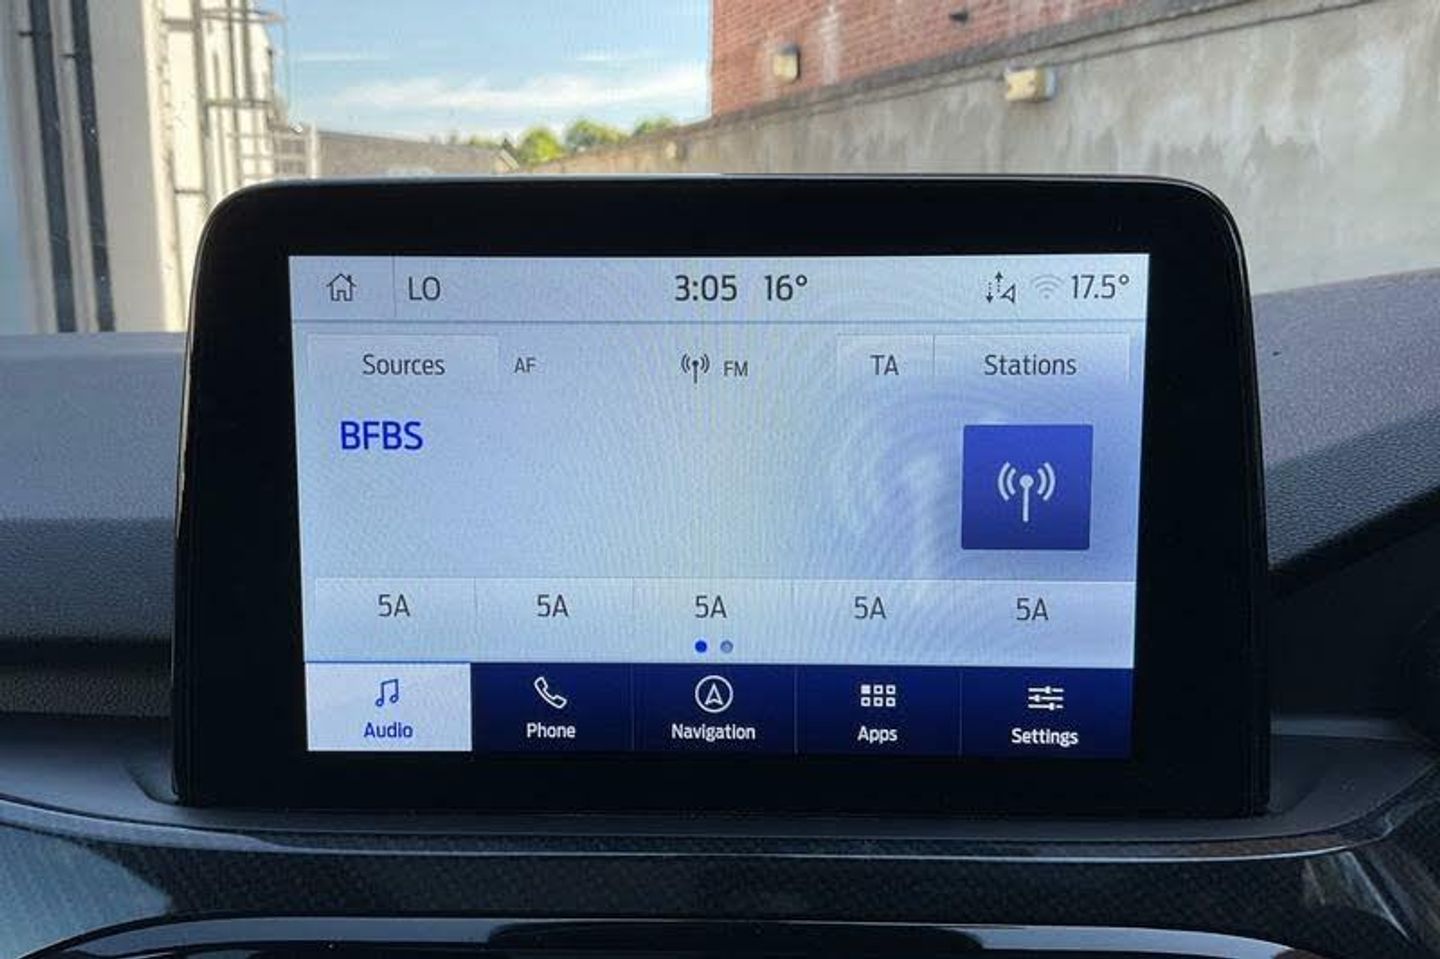 LO 3:05 16° 17.5°
Sources AF FM TA Stations
BFBS
5A 5A 5A 5A 5A
Audio Phone Navigation Apps Settings